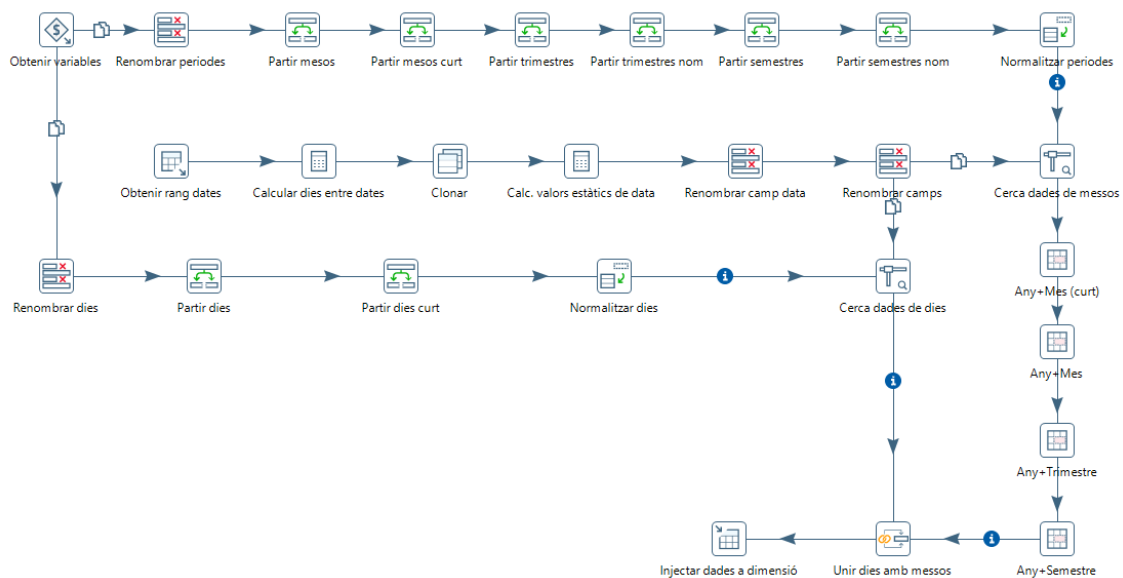 Obtenir variables
Renombrar periodes
Partir mesos
Partir mesos curt
Partir trimestres
Partir trimestres nom
Partir semestres
Partir semestres nom
Normalitzar periodes
Obtenir rang dates
Calcular dies entre dates
Clonar
Calc. valors estàtics de data
Renombrar camp data
Renombrar camps
Cerca dades de messos
Renombrar dies
Partir dies
Partir dies curt
Normalitzar dies
Cerca dades de dies
Any+Mes (curt)
Any+Mes
Any+Trimestre
Injectar dades a dimensió
Unir dies amb messos
Any+Semestre